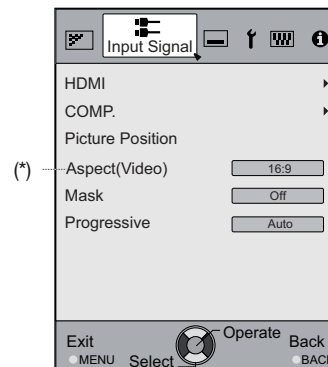 Input Signal
HDMI
COMP.
Picture Position
(*) Aspect(Video) 16:9
Mask Off
Progressive Auto
Exit Operate Back
MENU Select BACK